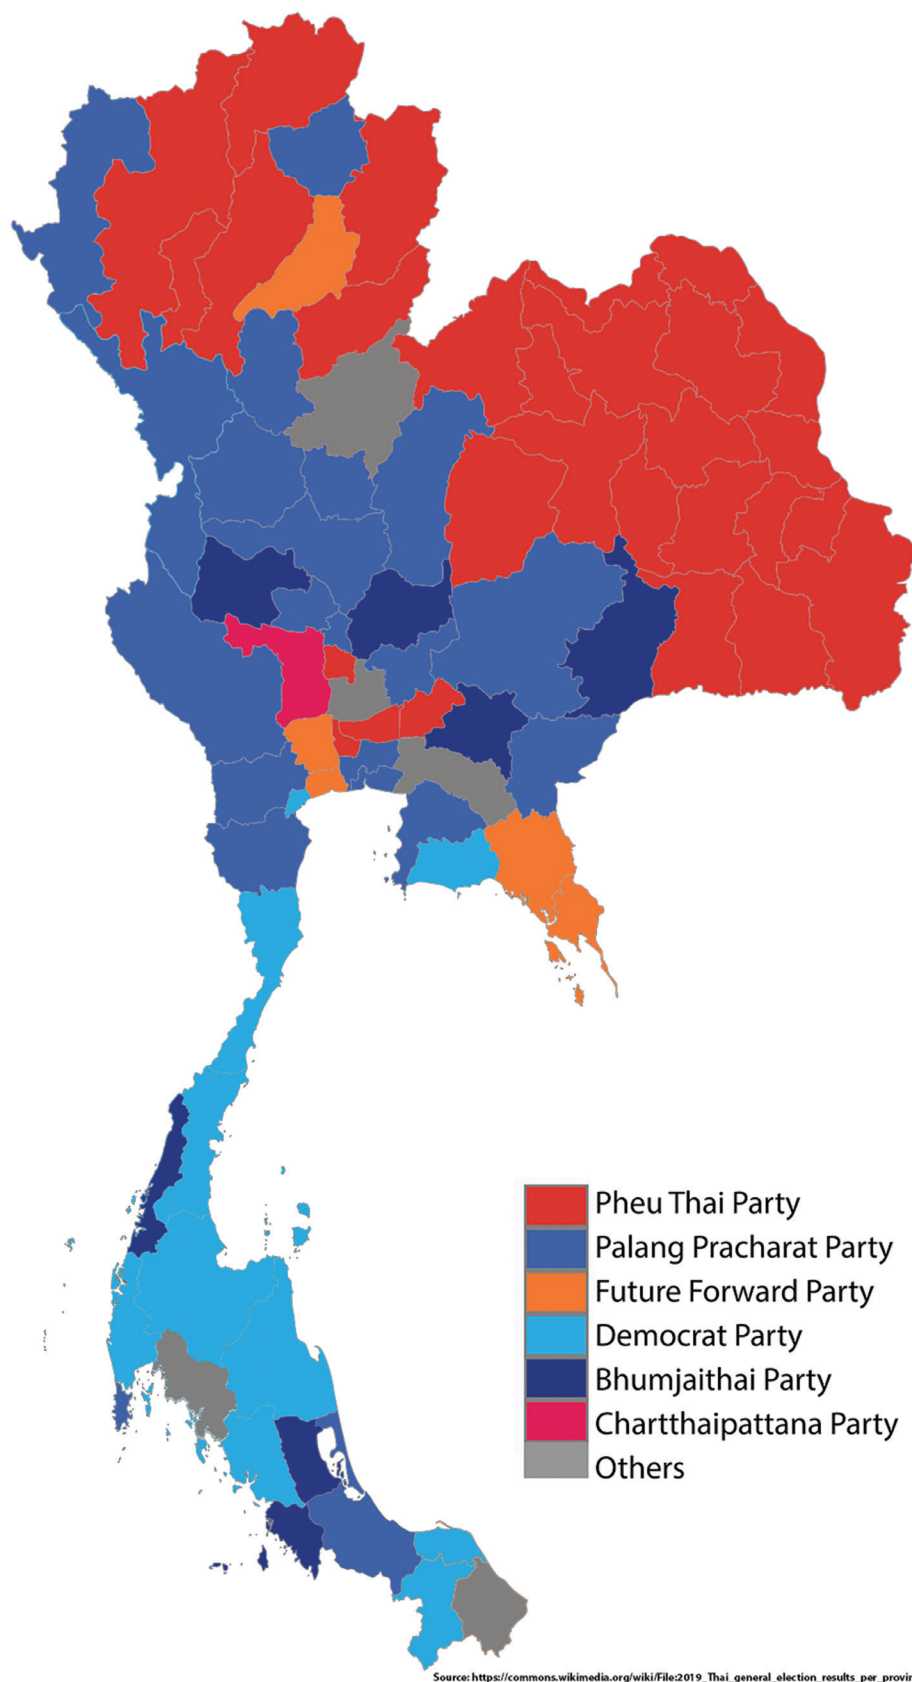 Pheu Thai Party
Palang Pracharat Party
Future Forward Party
Democrat Party
Bhumjaithai Party
Chartthaipattana Party
Others
Source: https://commons.wikimedia.org/wiki/File:2019_Thai_general_election_results_per_provin